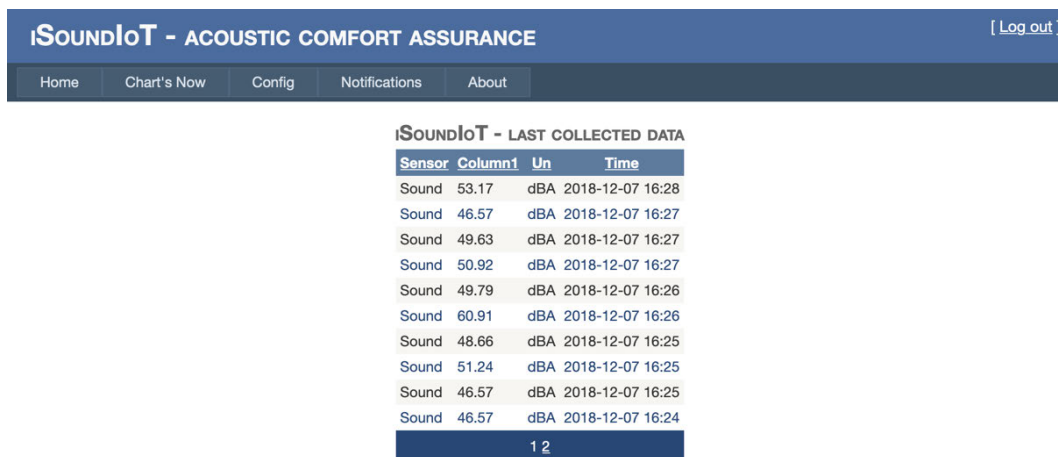 iSoundIoT - acoustic comfort assurance
[ Log out ]
Home Chart's Now Config Notifications About
iSoundIoT - last collected data
Sensor Column1 Un Time
Sound 53.17 dBA 2018-12-07 16:28
Sound 46.57 dBA 2018-12-07 16:27
Sound 49.63 dBA 2018-12-07 16:27
Sound 50.92 dBA 2018-12-07 16:27
Sound 49.79 dBA 2018-12-07 16:26
Sound 60.91 dBA 2018-12-07 16:26
Sound 48.66 dBA 2018-12-07 16:25
Sound 51.24 dBA 2018-12-07 16:25
Sound 46.57 dBA 2018-12-07 16:25
Sound 46.57 dBA 2018-12-07 16:24
1 2